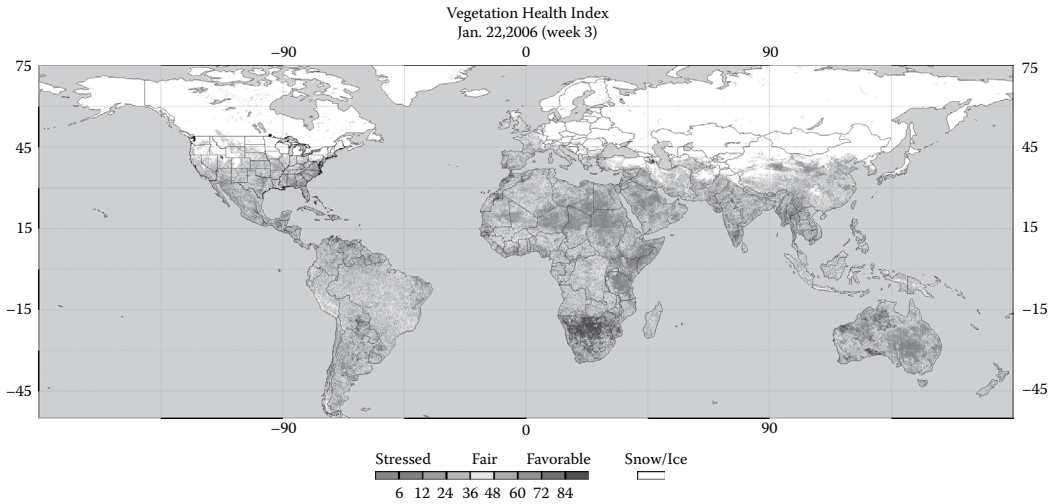 Vegetation Health Index
Jan. 22,2006 (week 3)
−90 0 90
75 75
45 45
15 15
−15 −15
−45 −45
−90 0 90
Stressed Fair Favorable Snow/Ice
6 12 24 36 48 60 72 84